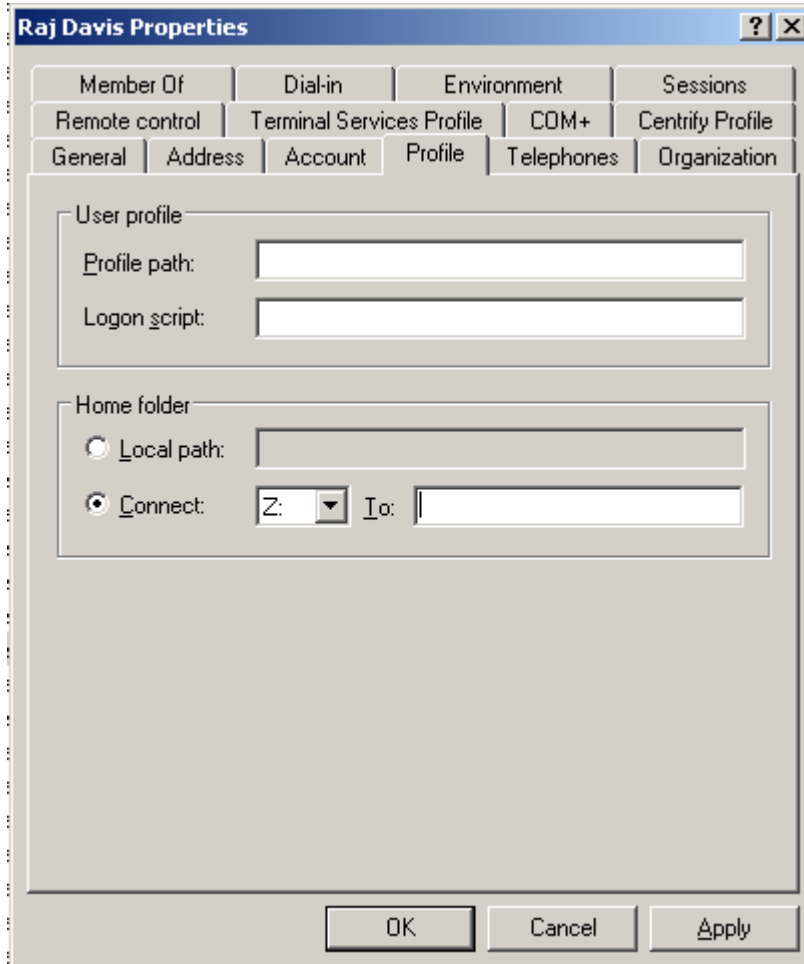 Raj Davis Properties
Member Of Dial-in Environment Sessions
Remote control Terminal Services Profile COM+ Centrify Profile
General Address Account Profile Telephones Organization
User profile
Profile path:
Logon script:
Home folder
Local path:
Connect: Z: To:
OK Cancel Apply